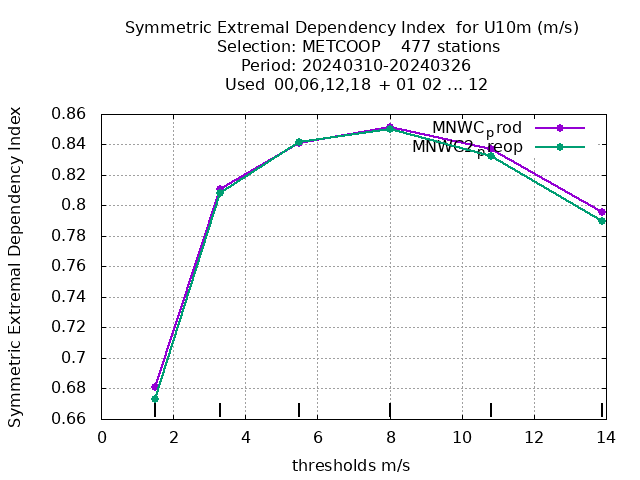 Symmetric Extremal Dependency Index for U10m (m/s)
Selection: METCOOP 477 stations
Period: 20240310-20240326
Used 00,06,12,18 + 01 02 ... 12
Symmetric Extremal Dependency Index
0.86
0.84
0.82
0.8
0.78
0.76
0.74
0.72
0.7
0.68
0.66
MNWCprod
MNWC2preop
0 2 4 6 8 10 12 14
thresholds m/s